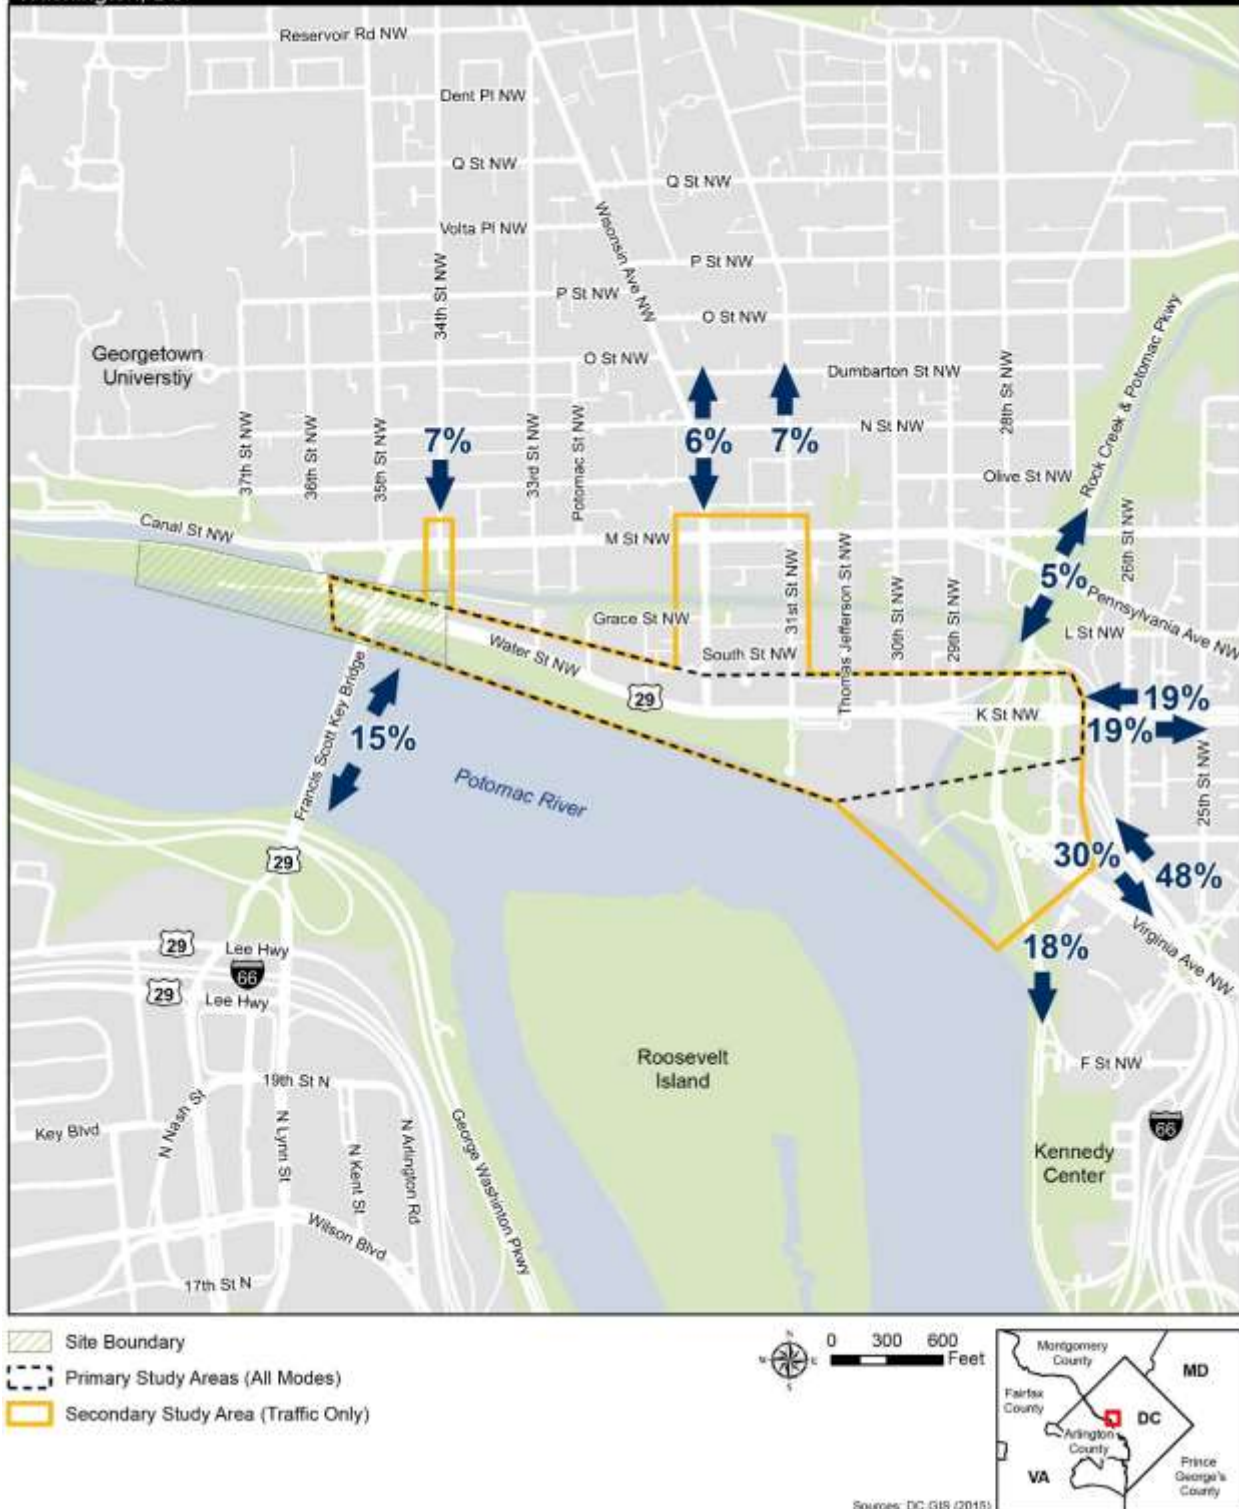 Reservoir Rd NW
Dent Pl NW
Q St NW
Q St NW
Volta Pl NW
Wisonsin Ave NW
P St NW
34th St NW
P St NW
O St NW
Georgetown
Universtiy
O St NW
Dumbarton St NW
28th St NW
Rock Creek & Potomac Pkwy
37th St NW
36th St NW
35th St NW
7%
33rd St NW
Potomac St NW
6%
7%
N St NW
Olive St NW
Canal St NW
M St NW
26th St NW
5%
Pennsylvania Ave NW
31st St NW
Thomas Jefferson St NW
30th St NW
29th St NW
Grace St NW
L St NW
Water St NW
South St NW
29
19%
K St NW
19%
Francis Scott Key Bridge
15%
Potomac River
25th St NW
29
30%
48%
Virginia Ave NW
18%
29
Lee Hwy
66
29
Lee Hwy
Roosevelt
Island
F St NW
19th St N
Key Blvd
N Nash St
N Lynn St
N Kent St
N Arlington Rd
George Washinton Pkwy
66
Kennedy
Center
Wilson Blvd
17th St N
Site Boundary
Primary Study Areas (All Modes)
Secondary Study Area (Traffic Only)
N
W E
S
0 300 600
Feet
Montgomery
County
MD
Fairfax
County
DC
Arlington
County
VA
Prince
George's
County
Sources: DC GIS (2015)